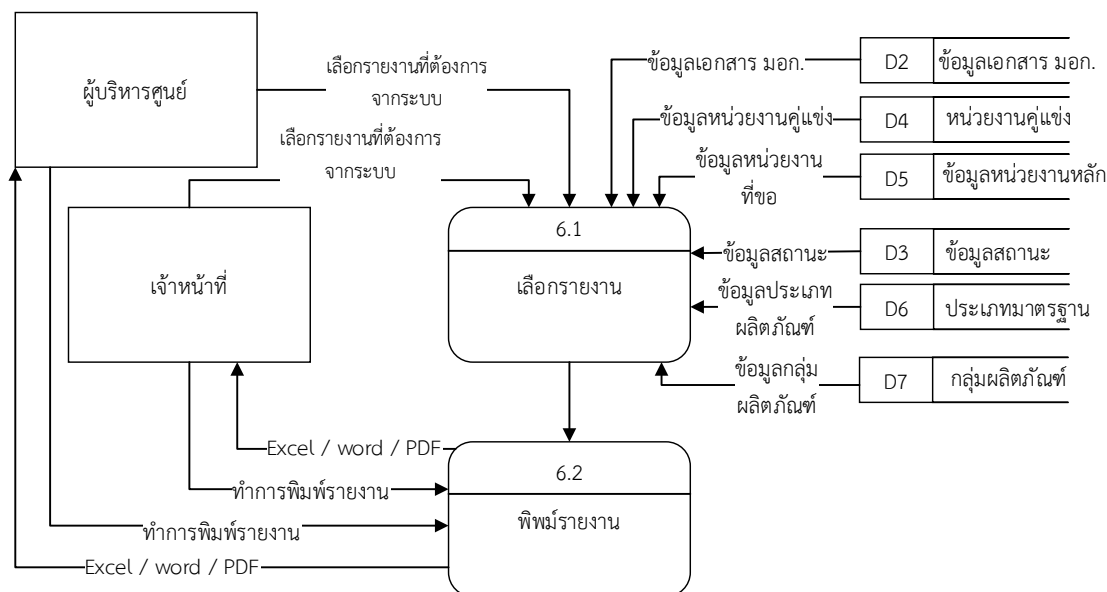 ผู้บริหารศูนย์
เลือกรายงานที่ต้องการ
จากระบบ
ข้อมูลเอกสาร มอก.
D2
ข้อมูลเอกสาร มอก.
เลือกรายงานที่ต้องการ
จากระบบ
ข้อมูลหน่วยงานคู่แข่ง
D4
หน่วยงานคู่แข่ง
ข้อมูลหน่วยงาน
ที่ขอ
D5
ข้อมูลหน่วยงานหลัก
เจ้าหน้าที่
6.1
เลือกรายงาน
ข้อมูลสถานะ
D3
ข้อมูลสถานะ
ข้อมูลประเภท
ผลิตภัณฑ์
D6
ประเภทมาตรฐาน
ข้อมูลกลุ่ม
ผลิตภัณฑ์
D7
กลุ่มผลิตภัณฑ์
Excel / word / PDF
6.2
ทำการพิมพ์รายงาน
พิพม์รายงาน
ทำการพิมพ์รายงาน
Excel / word / PDF